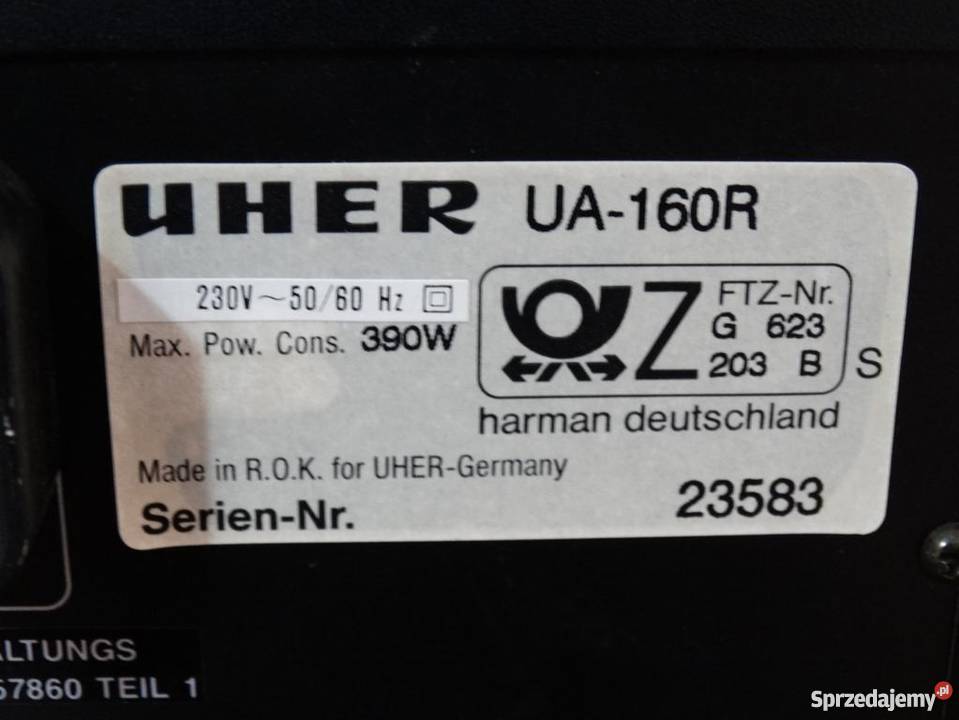 UHER UA-160R
230V~50/60 Hz
Max. Pow. Cons. 390W
Z FTZ-Nr.
G 623
203 B S
harman deutschland
Made in R.O.K. for UHER-Germany
Serien-Nr. 23583
ALTUNGS
57860 TEIL 1
Sprzedajemy.pl